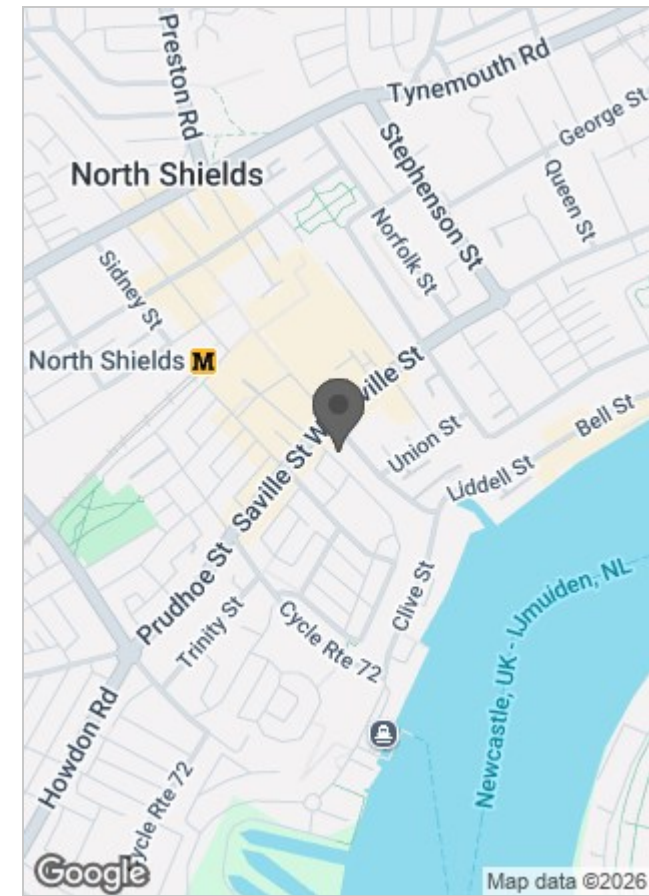 Preston Rd
Tynemouth Rd
George St
North Shields
Stephenson St
Queen St
Norfolk St
Sidney St
North Shields M
Saville St W
ville St
Union St
Bell St
Liddell St
Prudhoe St
Clive St
Trinity St
Cycle Rte 72
Newcastle, UK - IJmuiden, NL
Howdon Rd
ycle Rte 72
Google
Map data ©2026